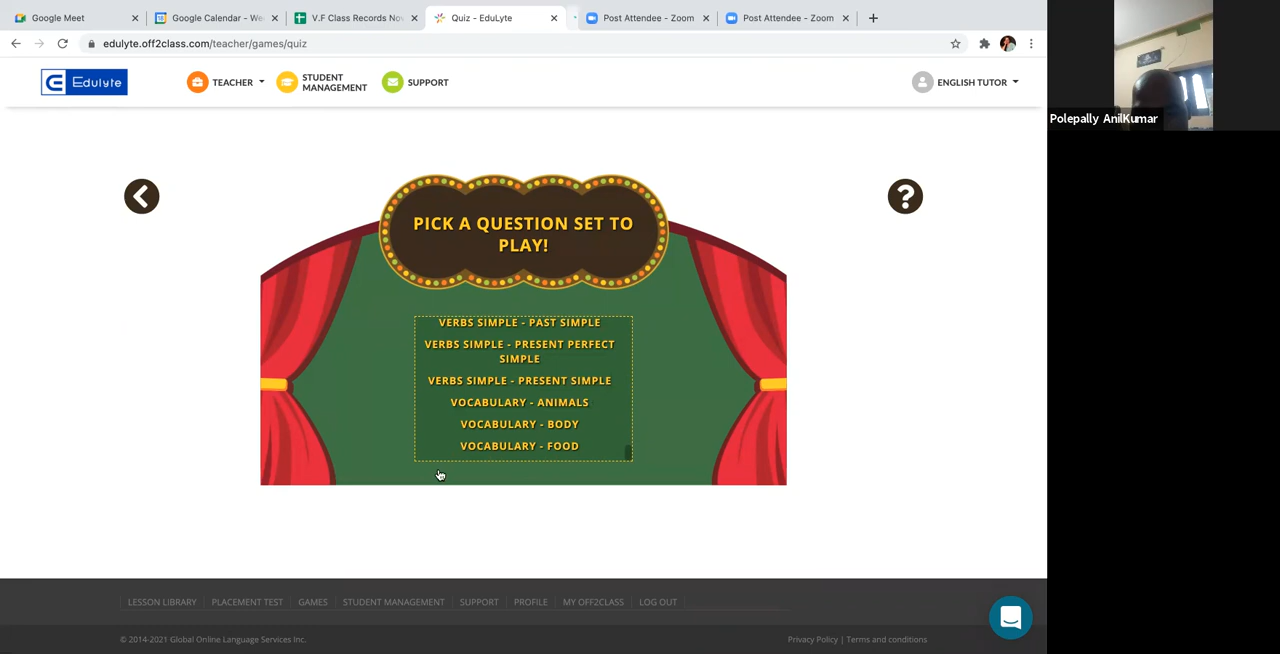 Google Meet
Google Calendar - We
V.F Class Records Nov
Quiz - EduLyte
Post Attendee - Zoom
Post Attendee - Zoom
edulyte.off2class.com/teacher/games/quiz
Edulyte
TEACHER
STUDENT
MANAGEMENT
SUPPORT
ENGLISH TUTOR
Polepally AnilKumar
PICK A QUESTION SET TO
PLAY!
?
VERBS SIMPLE - PAST SIMPLE
VERBS SIMPLE - PRESENT PERFECT
SIMPLE
VERBS SIMPLE - PRESENT SIMPLE
VOCABULARY - ANIMALS
VOCABULARY - BODY
VOCABULARY - FOOD
LESSON LIBRARY
PLACEMENT TEST
GAMES
STUDENT MANAGEMENT
SUPPORT
PROFILE
MY OFF2CLASS
LOG OUT
© 2014-2021 Global Online Language Services Inc.
Privacy Policy | Terms and conditions